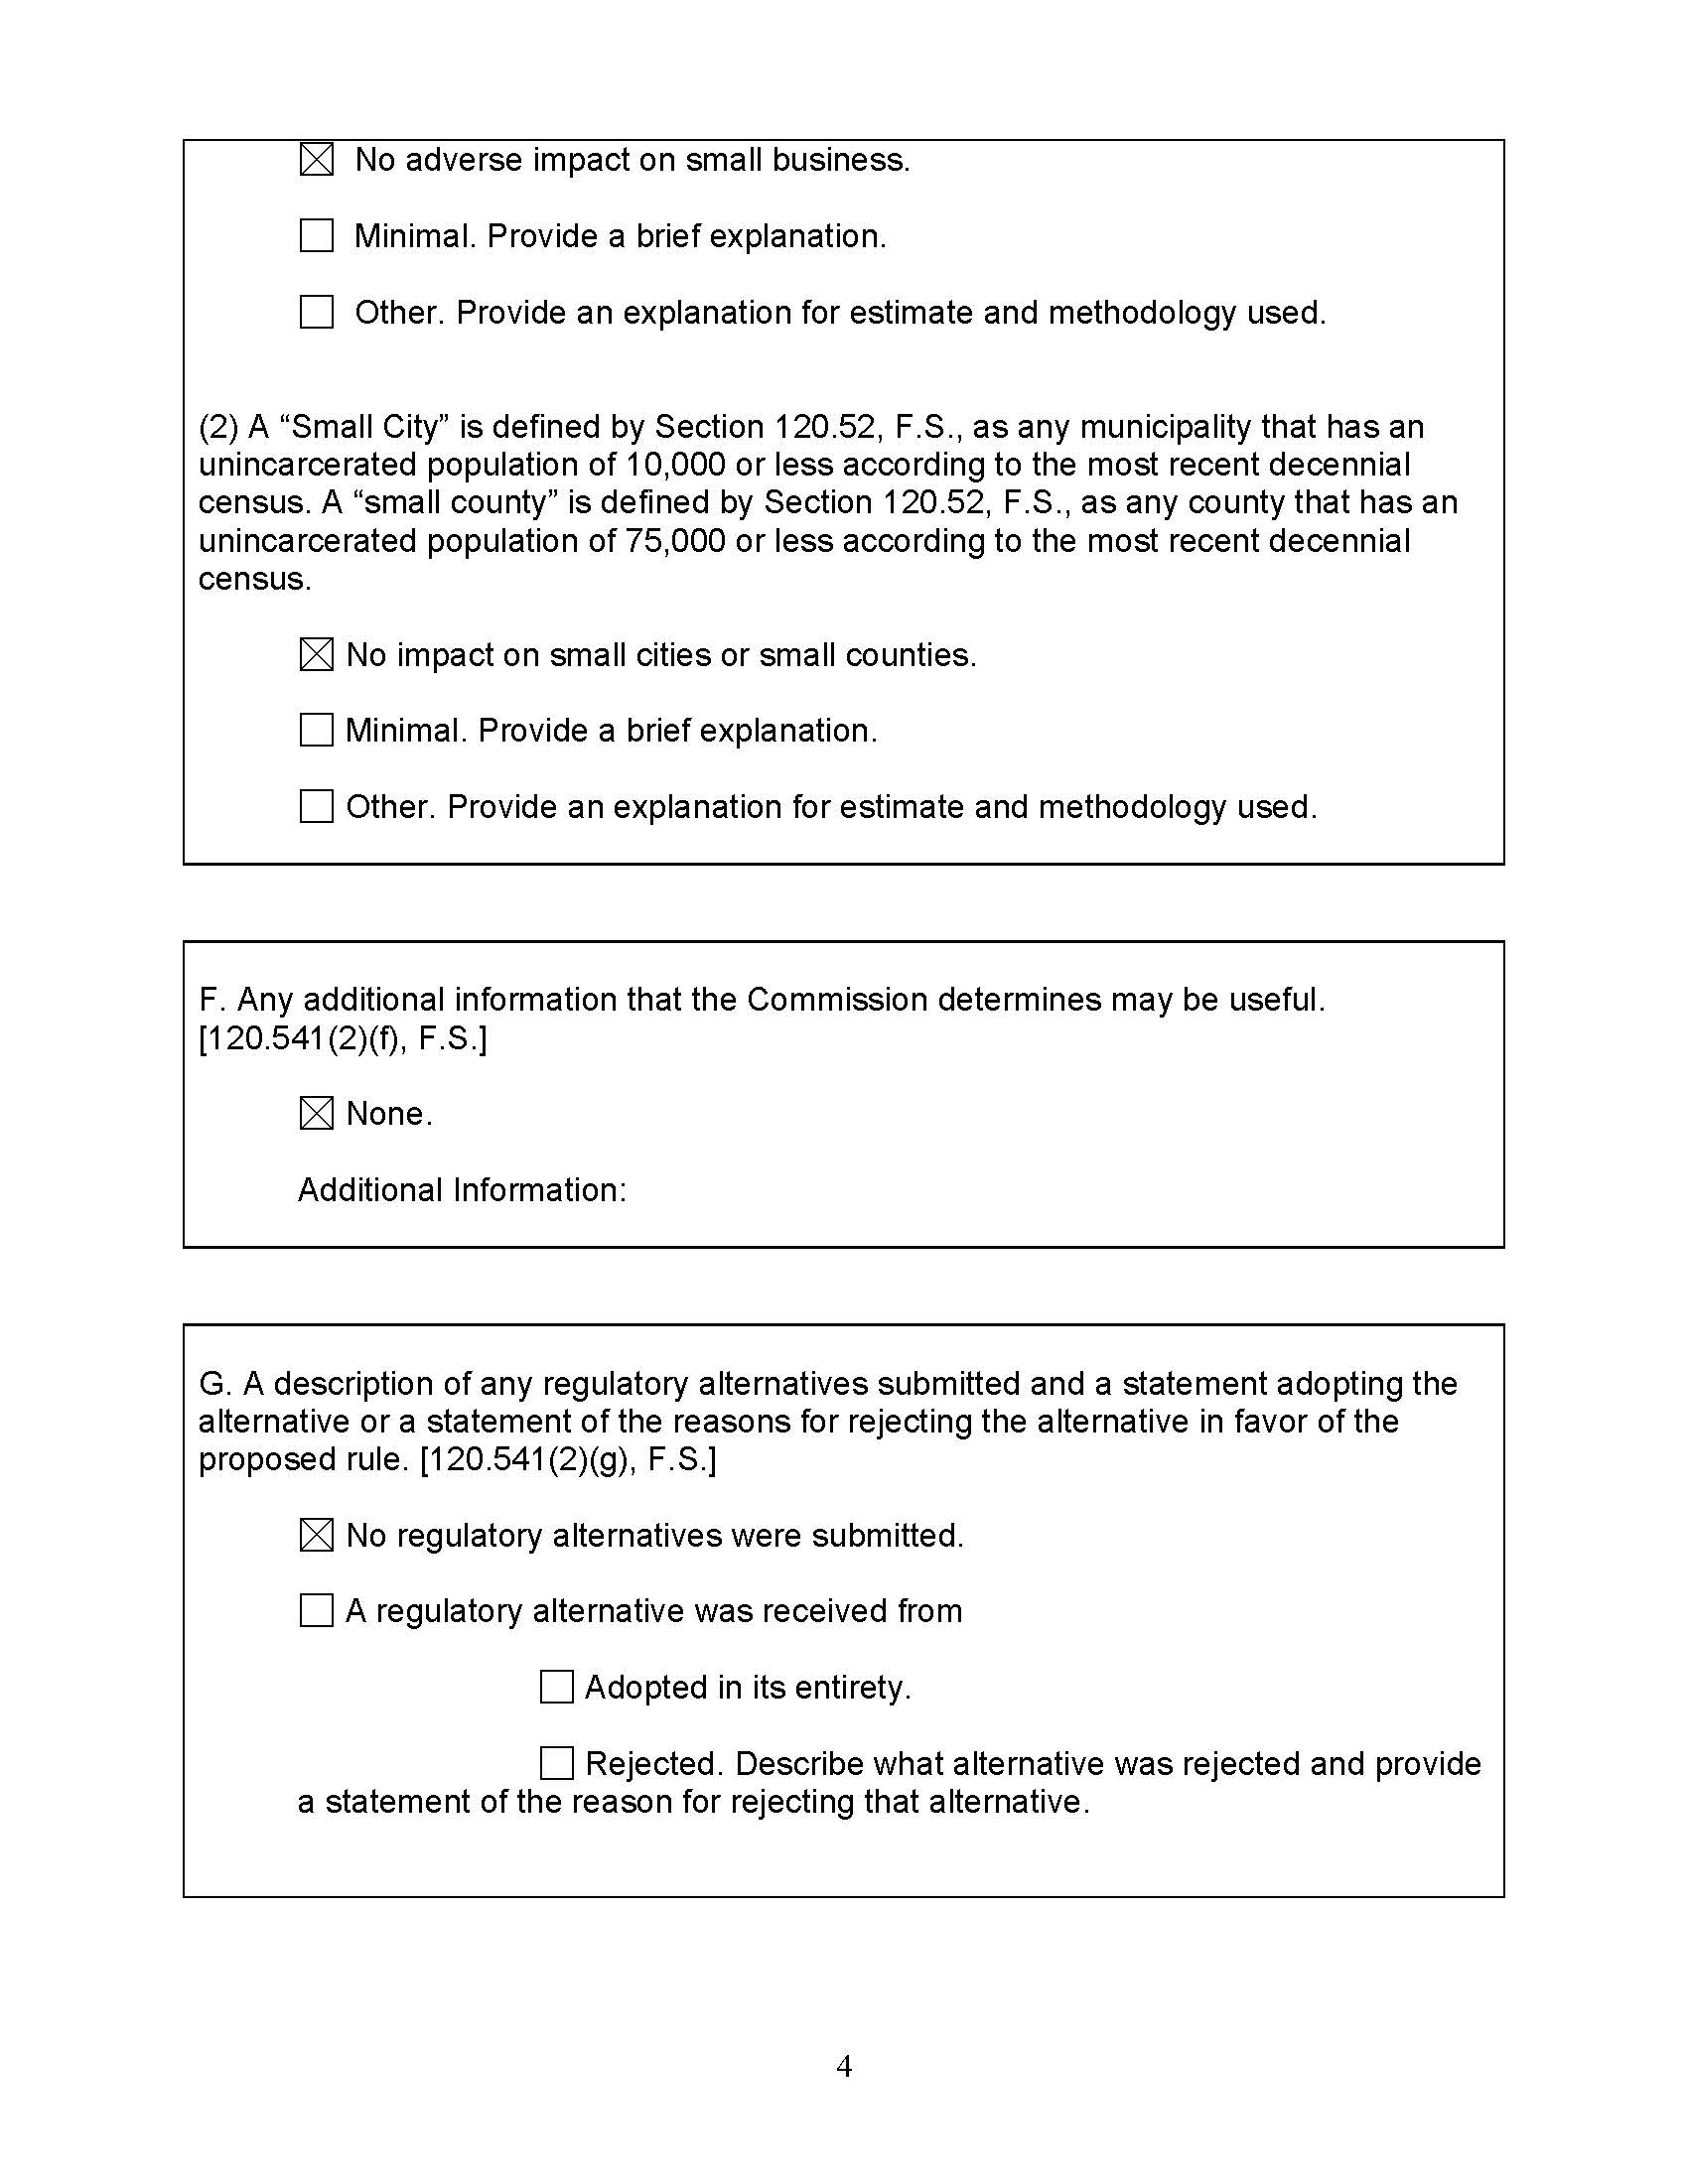 ☒ No adverse impact on small business.
☐ Minimal. Provide a brief explanation.
☐ Other. Provide an explanation for estimate and methodology used.
(2) A “Small City” is defined by Section 120.52, F.S., as any municipality that has an
unincarcerated population of 10,000 or less according to the most recent decennial
census. A “small county” is defined by Section 120.52, F.S., as any county that has an
unincarcerated population of 75,000 or less according to the most recent decennial
census.
☒ No impact on small cities or small counties.
☐ Minimal. Provide a brief explanation.
☐ Other. Provide an explanation for estimate and methodology used.
F. Any additional information that the Commission determines may be useful.
[120.541(2)(f), F.S.]
☒ None.
Additional Information:
G. A description of any regulatory alternatives submitted and a statement adopting the
alternative or a statement of the reasons for rejecting the alternative in favor of the
proposed rule. [120.541(2)(g), F.S.]
☒ No regulatory alternatives were submitted.
☐ A regulatory alternative was received from
☐ Adopted in its entirety.
☐ Rejected. Describe what alternative was rejected and provide
a statement of the reason for rejecting that alternative.
4